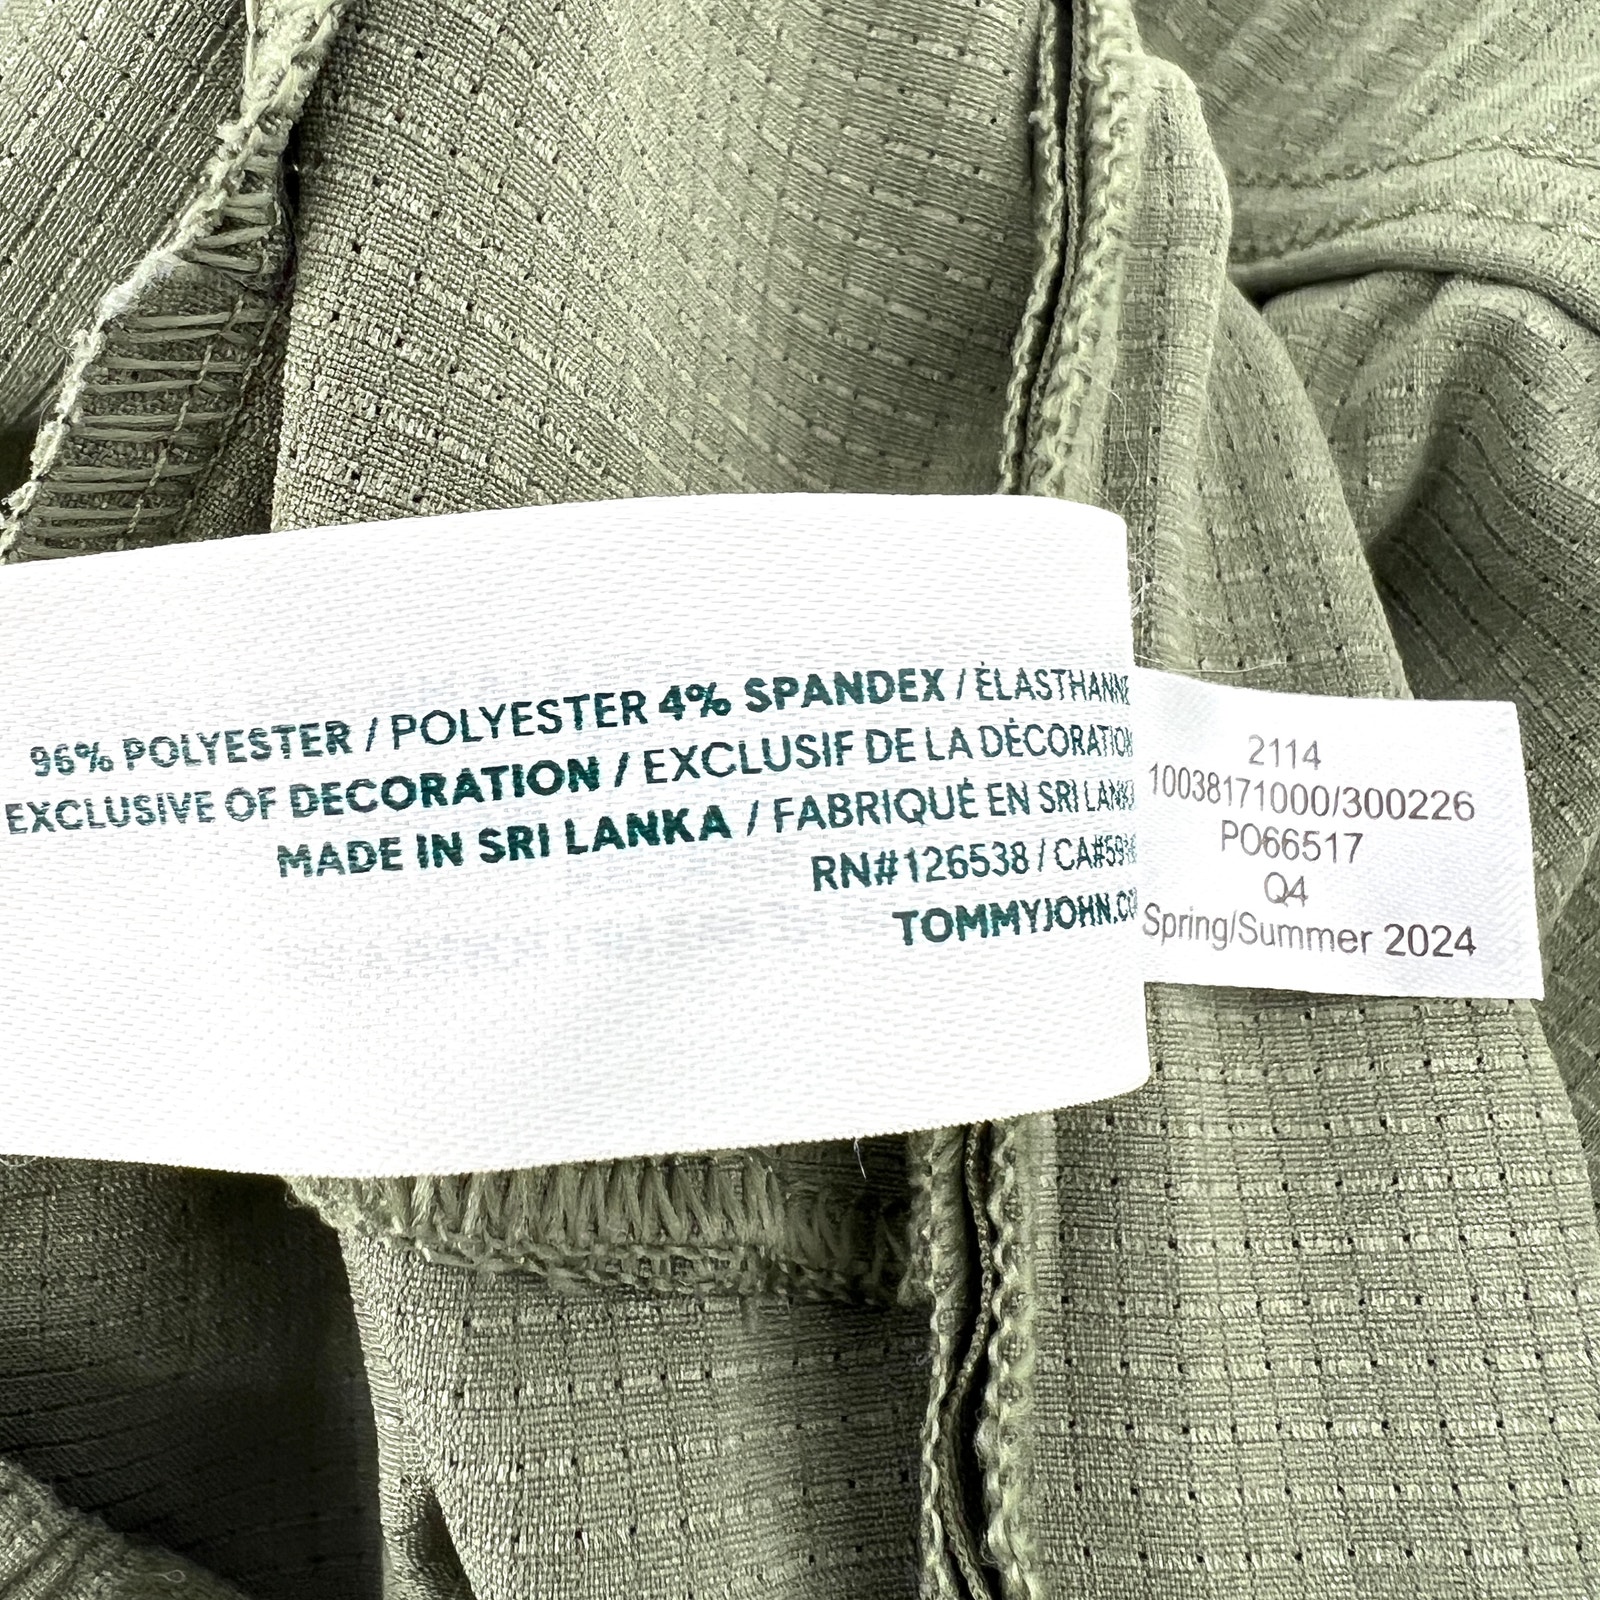 96% POLYESTER / POLYESTER 4% SPANDEX / ÉLASTHANNE
EXCLUSIVE OF DECORATION / EXCLUSIF DE LA DÉCORATION
MADE IN SRI LANKA / FABRIQUÉ EN SRI LANKA
RN#126538 /
TOMMYJOHN.CO
2114
10038171000/300226
PO66517
Q4
Spring/Summer 2024